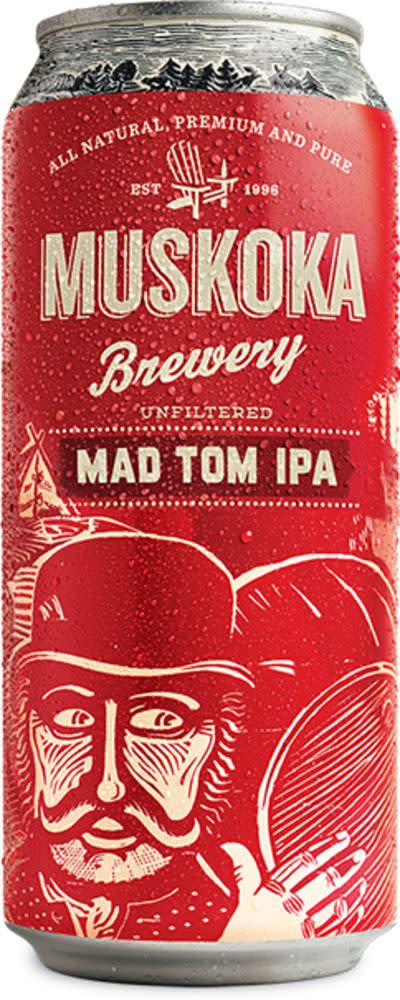 ALL NATURAL, PREMIUM AND PURE
EST 1996
MUSKOKA
Brewery
UNFILTERED
MAD TOM IPA